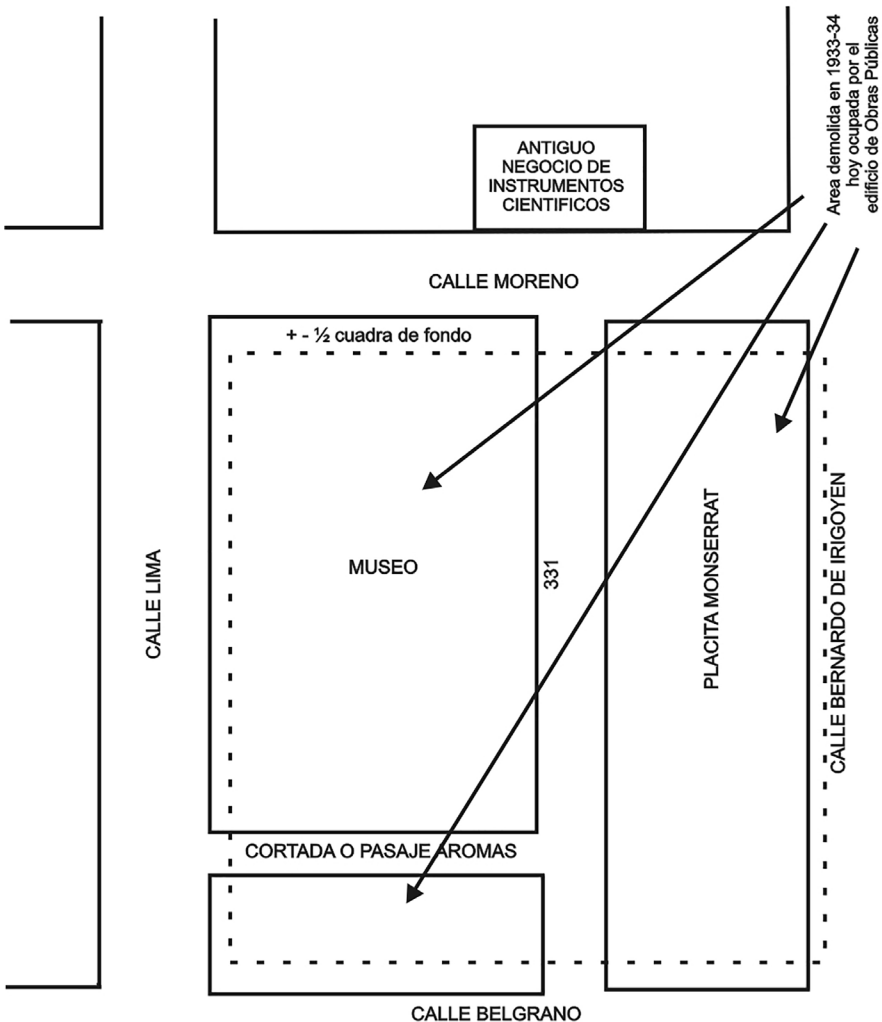 Area demolida en 1933-34
hoy ocupada por el
edificio de Obras Públicas
ANTIGUO
NEGOCIO DE
INSTRUMENTOS
CIENTIFICOS
CALLE MORENO
+ - ½ cuadra de fondo
CALLE LIMA
MUSEO
331
PLACITA MONSERRAT
CALLE BERNARDO DE IRIGOYEN
CORTADA O PASAJE AROMAS
CALLE BELGRANO